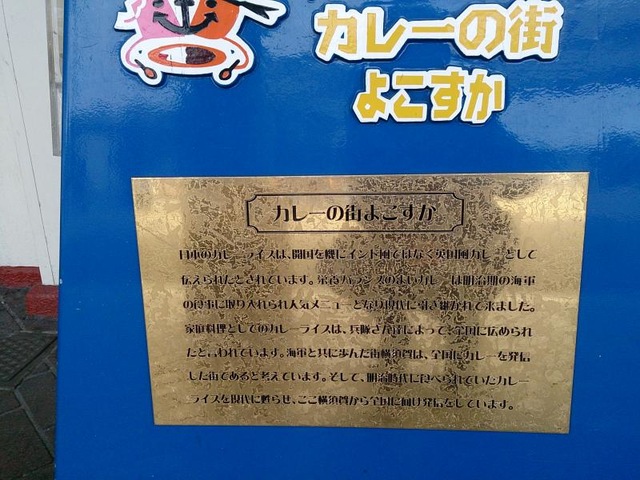 カレーの街
よこすか
カレーの街よこすか
日本のカレーライスは、開国を機にインド風ではなく英国風カレーとして
伝えられたとされています。栄養バランスのよいカレーは明治期の海軍
の食事に取り入れられ人気メニューとなり現代に引き継がれて来ました。
家庭料理としてのカレーライスは、兵隊さん達によって、全国に広められ
たと言われています。海軍と共に歩んだ街横須賀は、全国にカレーを発信
した街であると考えています。そして、明治時代に食べられていたカレー
ライスを現代に甦らせ、ここ横須賀から全国に向け発信をしています。